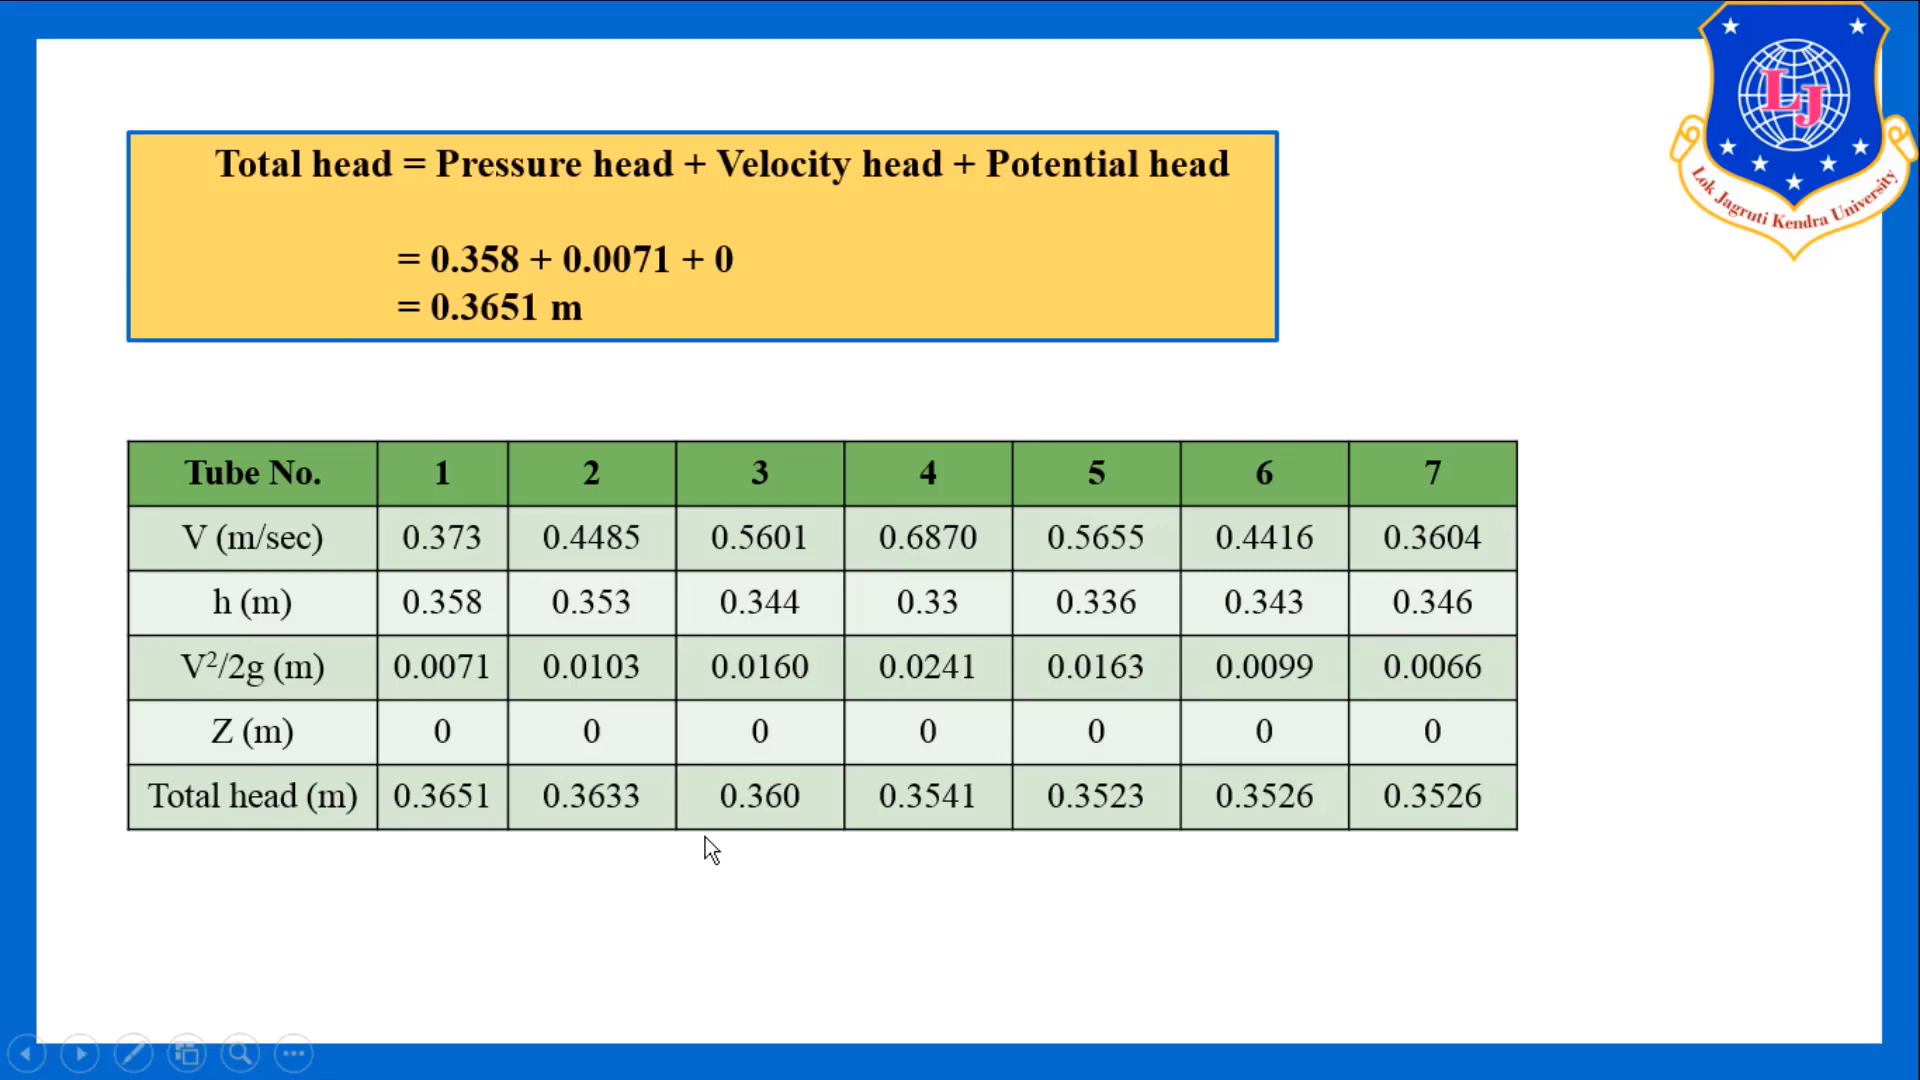 Total head = Pressure head + Velocity head + Potential head
= 0.358 + 0.0071 + 0
= 0.3651 m
LJ
Lok Jagruti Kendra University
Tube No. 1 2 3 4 5 6 7
V (m/sec) 0.373 0.4485 0.5601 0.6870 0.5655 0.4416 0.3604
h (m) 0.358 0.353 0.344 0.33 0.336 0.343 0.346
V²/2g (m) 0.0071 0.0103 0.0160 0.0241 0.0163 0.0099 0.0066
Z (m) 0 0 0 0 0 0 0
Total head (m) 0.3651 0.3633 0.360 0.3541 0.3523 0.3526 0.3526